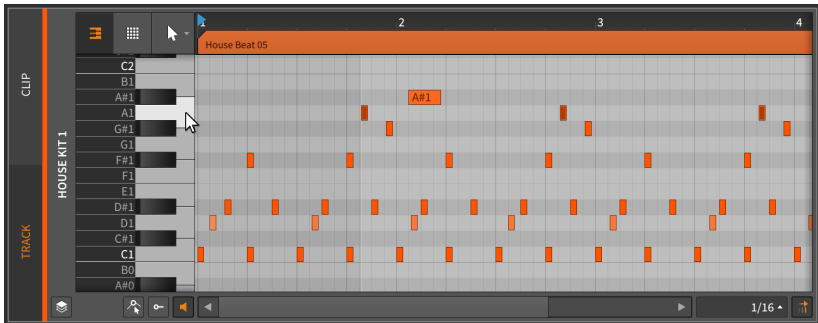 1 2 3 4
House Beat 05
CLIP
TRACK
HOUSE KIT 1
C2
B1
A#1
A#1
A1
G#1
G1
F#1
F1
E1
D#1
D1
C#1
C1
B0
A#0
1/16